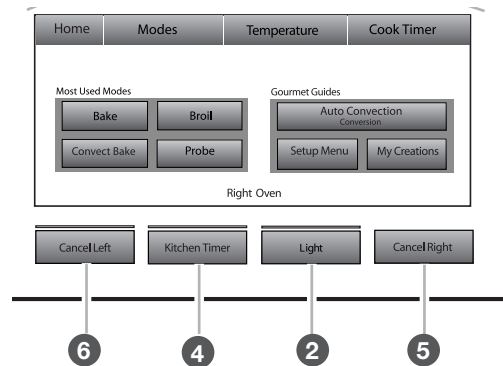 Home Modes Temperature Cook Timer
Most Used Modes Gourmet Guides
Bake Broil Auto Convection
Conversion
Convect Bake Probe Setup Menu My Creations
Right Oven
Cancel Left Kitchen Timer Light Cancel Right
6 4 2 5